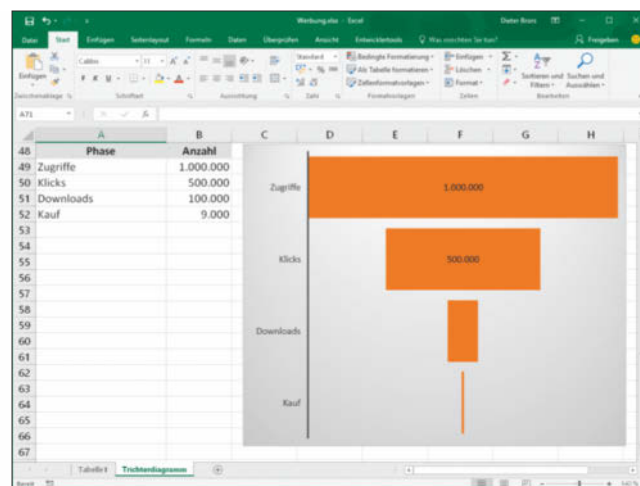 Werbung.xlsx - Excel
Dieter Brors
Datei Start Einfügen Seitenlayout Formeln Daten Überprüfen Ansicht Entwicklertools Was möchten Sie tun? Freigeben
Einfügen
Calibri 11
F K U
Standard
% 000
Bedingte Formatierung
Als Tabelle formatieren
Zellenformatvorlagen
Einfügen
Löschen
Format
Sortieren und Filtern
Suchen und Auswählen
Zwischenablage Schriftart Ausrichtung Zahl Formatvorlagen Zellen Bearbeiten
A71 fx
A B C D E F G H
48 Phase Anzahl
49 Zugriffe 1.000.000
50 Klicks 500.000
51 Downloads 100.000
52 Kauf 9.000
53
54
55
56
57
58
59
60
61
62
63
64
65
66
67
Zugriffe 1.000.000
Klicks 500.000
Downloads
Kauf
Tabelle1 Trichterdiagramm
Bereit